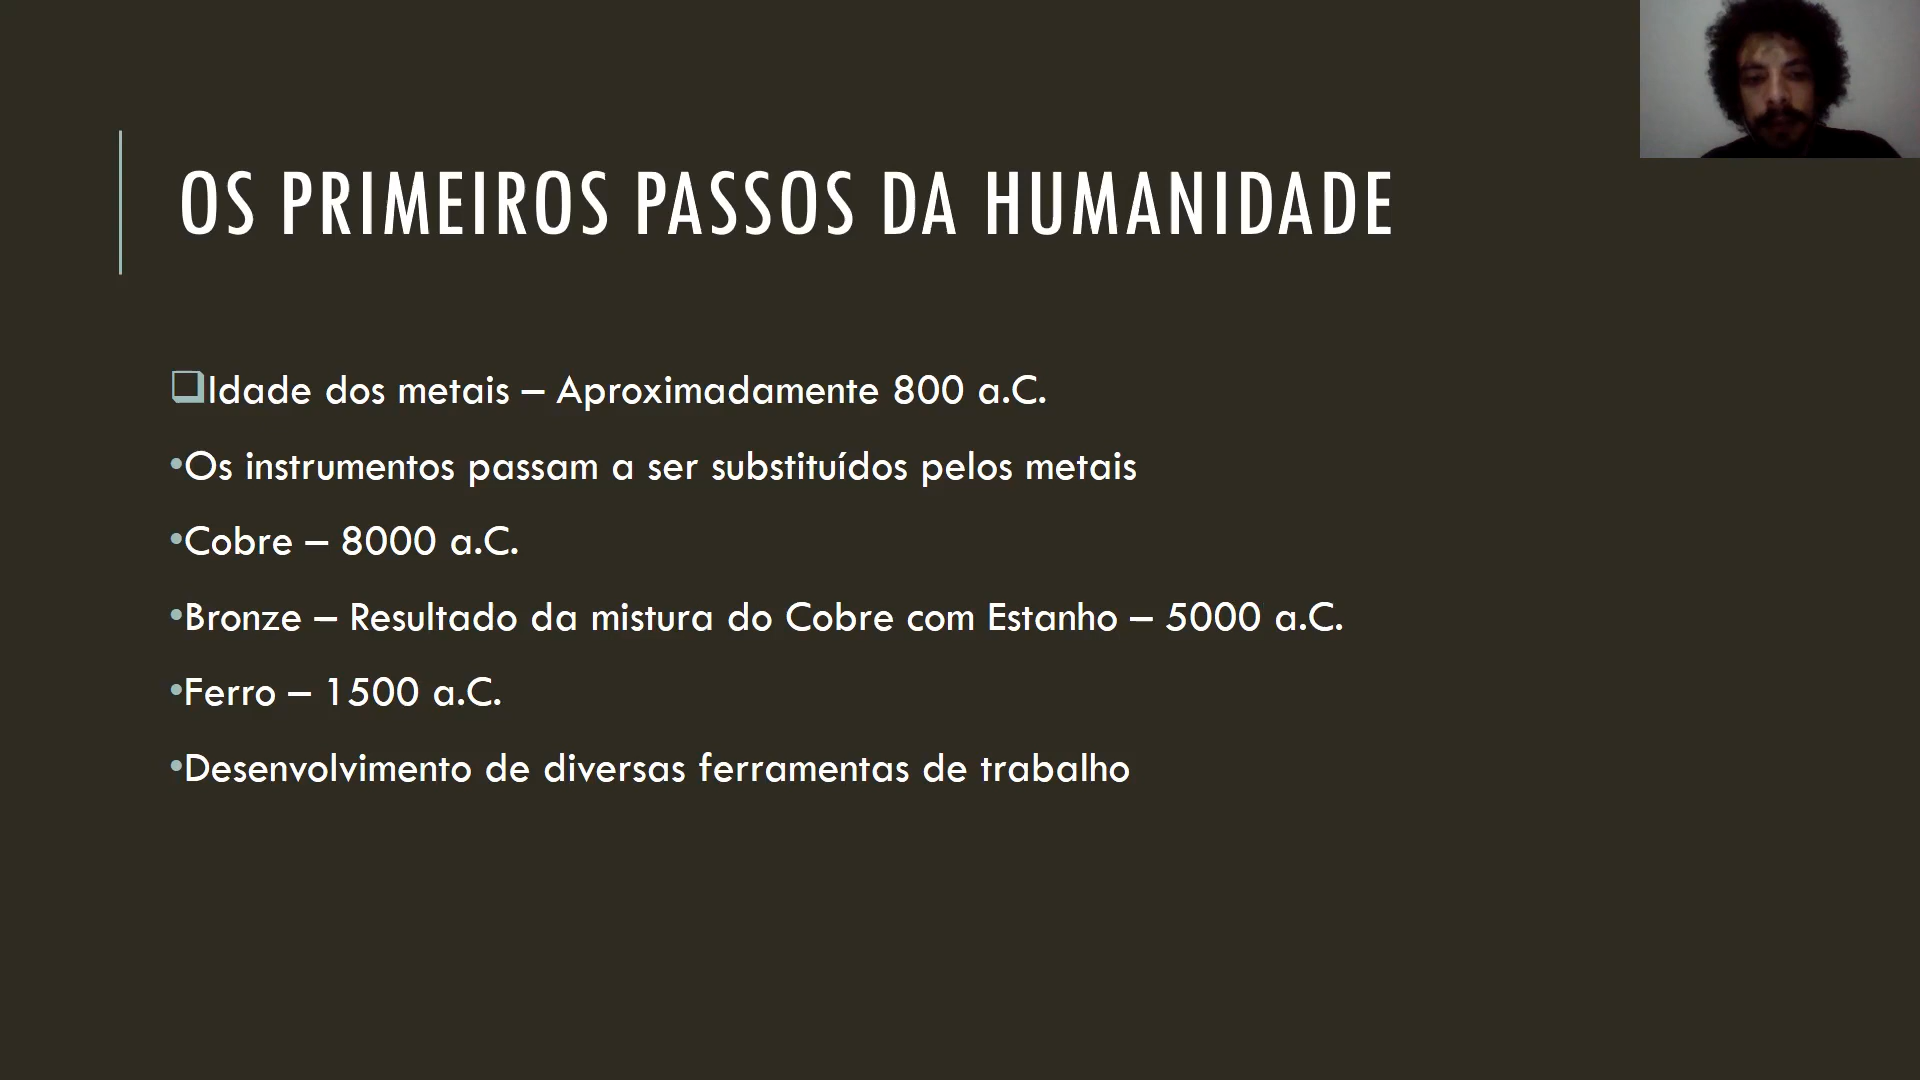 OS PRIMEIROS PASSOS DA HUMANIDADE
Idade dos metais – Aproximadamente 800 a.C.
•Os instrumentos passam a ser substituídos pelos metais
•Cobre – 8000 a.C.
•Bronze – Resultado da mistura do Cobre com Estanho – 5000 a.C.
•Ferro – 1500 a.C.
•Desenvolvimento de diversas ferramentas de trabalho